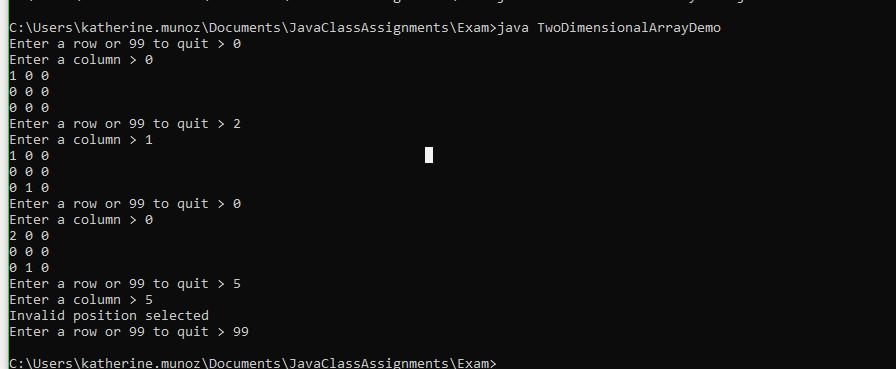 C:\Users\katherine.munoz\Documents\JavaClassAssignments\Exam>java TwoDimensionalArrayDemo
Enter a row or 99 to quit > 0
Enter a column > 0
1 0 0
0 0 0
0 0 0
Enter a row or 99 to quit > 2
Enter a column > 1
1 0 0
0 0 0
0 1 0
Enter a row or 99 to quit > 0
Enter a column > 0
2 0 0
0 0 0
0 1 0
Enter a row or 99 to quit > 5
Enter a column > 5
Invalid position selected
Enter a row or 99 to quit > 99
C:\Users\katherine.munoz\Documents\JavaClassAssignments\Exam>